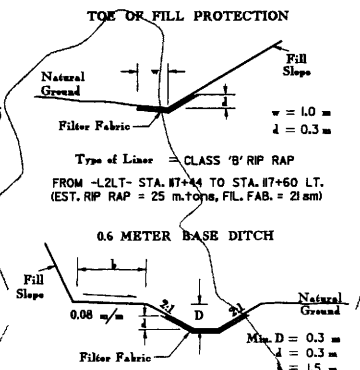 TOE OF FILL PROTECTION
Fill
Slope
Natural
Ground
w
d
Filter Fabric
w = 1.0 m
d = 0.3 m
Type of Liner = CLASS 'B' RIP RAP
FROM -L2LT- STA. 117+44 TO STA. 117+60 LT.
(EST. RIP RAP = 25 m.tons, FIL. FAB. = 21 sm)
0.6 METER BASE DITCH
b
Fill
Slope
0.08 m/m
2:1
D
2:1
d
Natural
Ground
Filter Fabric
Min. D = 0.3 m
d = 0.3 m
b = 1.5 m